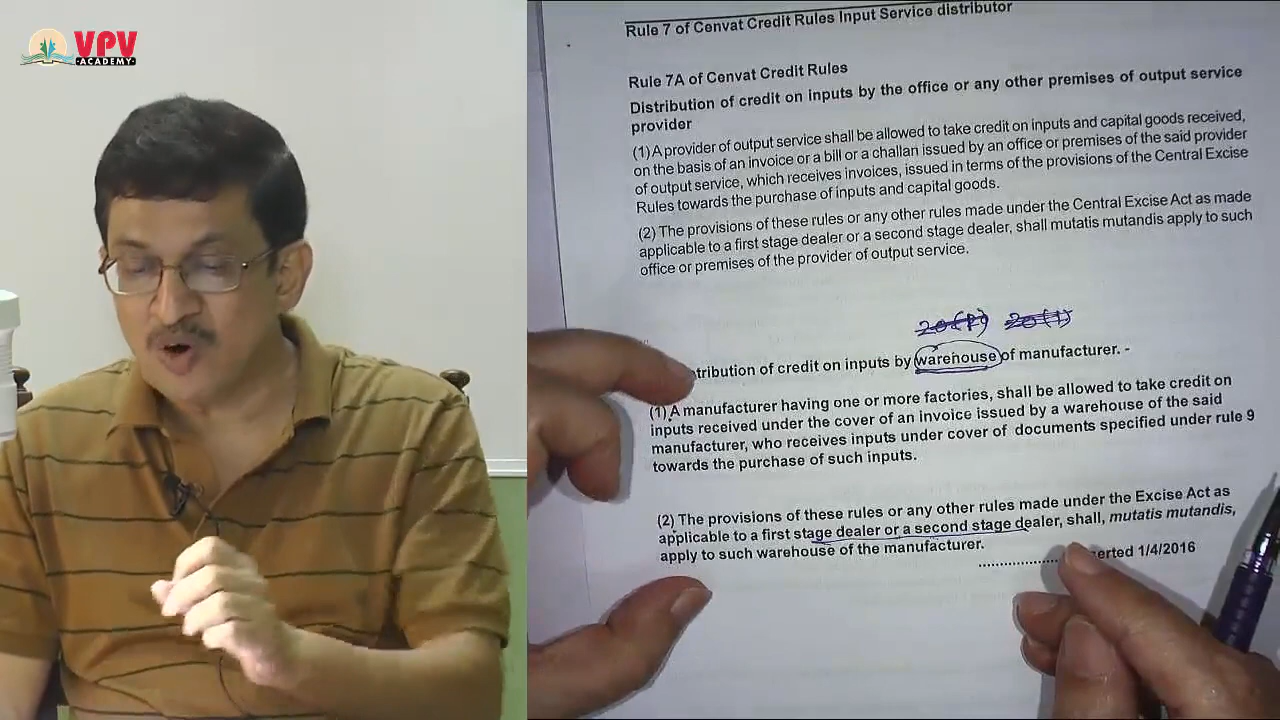 VPV
ACADEMY
Rule 7 of Cenvat Credit Rules Input Service distributor
Rule 7A of Cenvat Credit Rules
Distribution of credit on inputs by the office or any other premises of output service
provider
(1) A provider of output service shall be allowed to take credit on inputs and capital goods received,
on the basis of an invoice or a bill or a challan issued by an office or premises of the said provider
of output service, which receives invoices, issued in terms of the provisions of the Central Excise
Rules towards the purchase of inputs and capital goods.
(2) The provisions of these rules or any other rules made under the Central Excise Act as made
applicable to a first stage dealer or a second stage dealer, shall mutatis mutandis apply to such
office or premises of the provider of output service.
20(1)
tribution of credit on inputs by warehouse of manufacturer. -
(1) A manufacturer having one or more factories, shall be allowed to take credit on
inputs received under the cover of an invoice issued by a warehouse of the said
manufacturer, who receives inputs under cover of documents specified under rule 9
towards the purchase of such inputs.
(2) The provisions of these rules or any other rules made under the Excise Act as
applicable to a first stage dealer or a second stage dealer, shall, mutatis mutandis,
apply to such warehouse of the manufacturer.
...................erted 1/4/2016